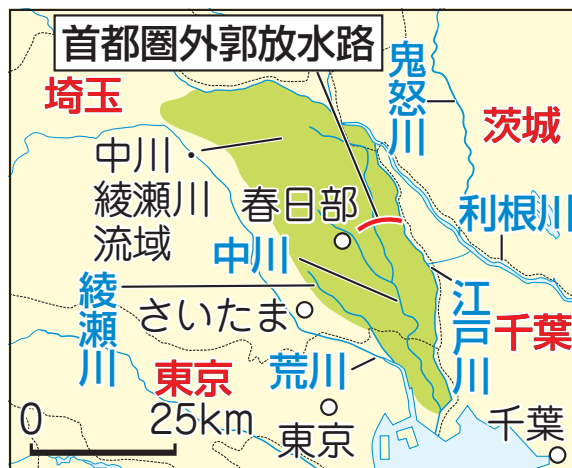 首都圏外郭放水路
埼玉
鬼怒川
茨城
中川・
綾瀬川
流域
春日部
利根川
中川
綾瀬川
さいたま
江戸川
千葉
東京
荒川
0 25km
東京
千葉